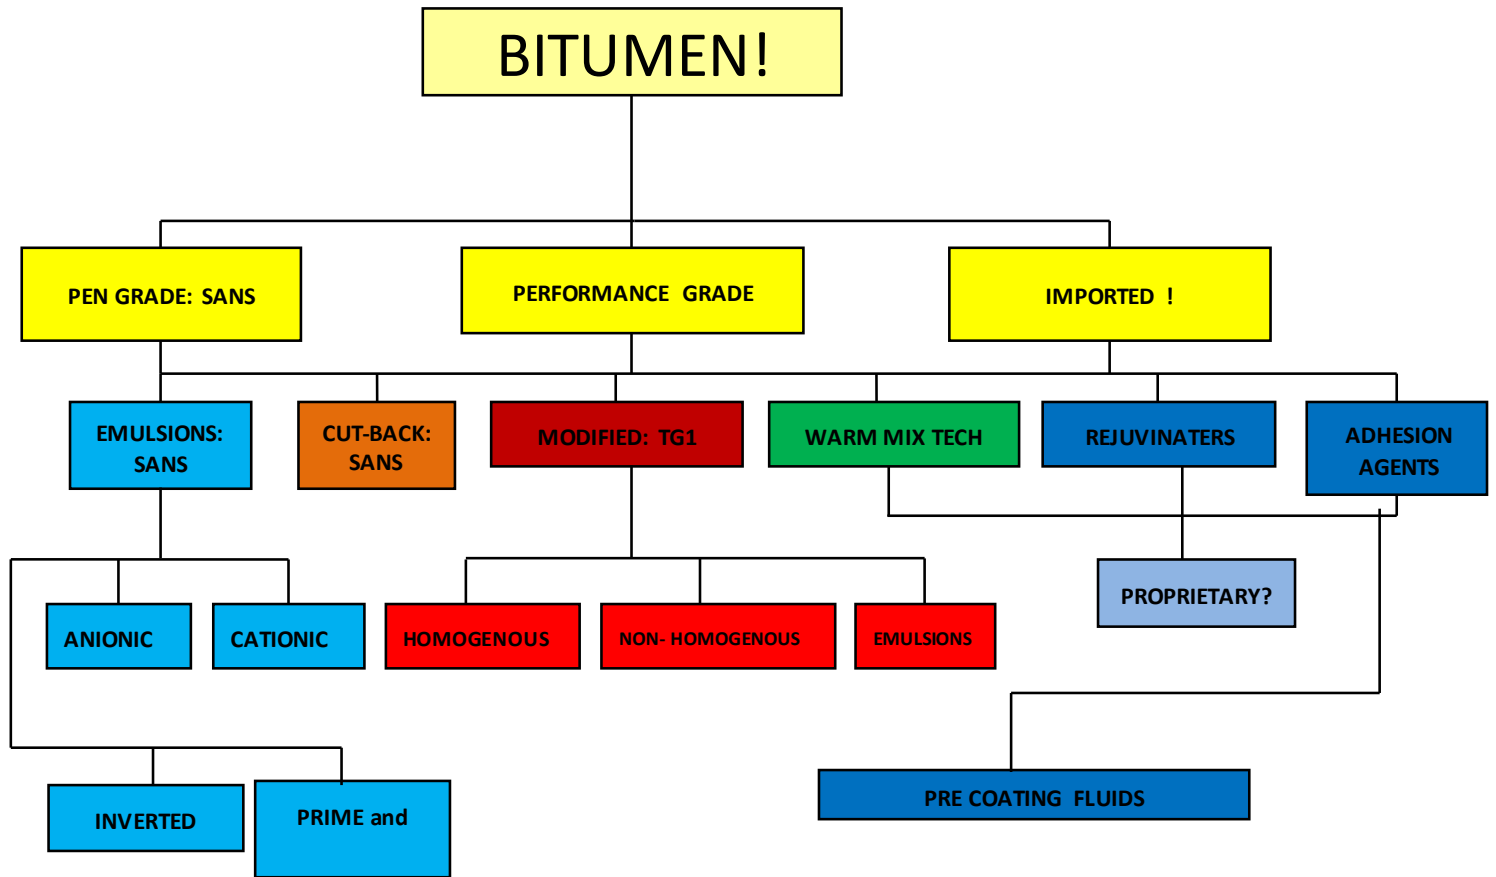 BITUMEN!
PEN GRADE: SANS
PERFORMANCE GRADE
IMPORTED !
EMULSIONS:
SANS
CUT-BACK:
SANS
MODIFIED: TG1
WARM MIX TECH
REJUVINATERS
ADHESION
AGENTS
PROPRIETARY?
ANIONIC
CATIONIC
HOMOGENOUS
NON- HOMOGENOUS
EMULSIONS
INVERTED
PRIME and
PRE COATING FLUIDS